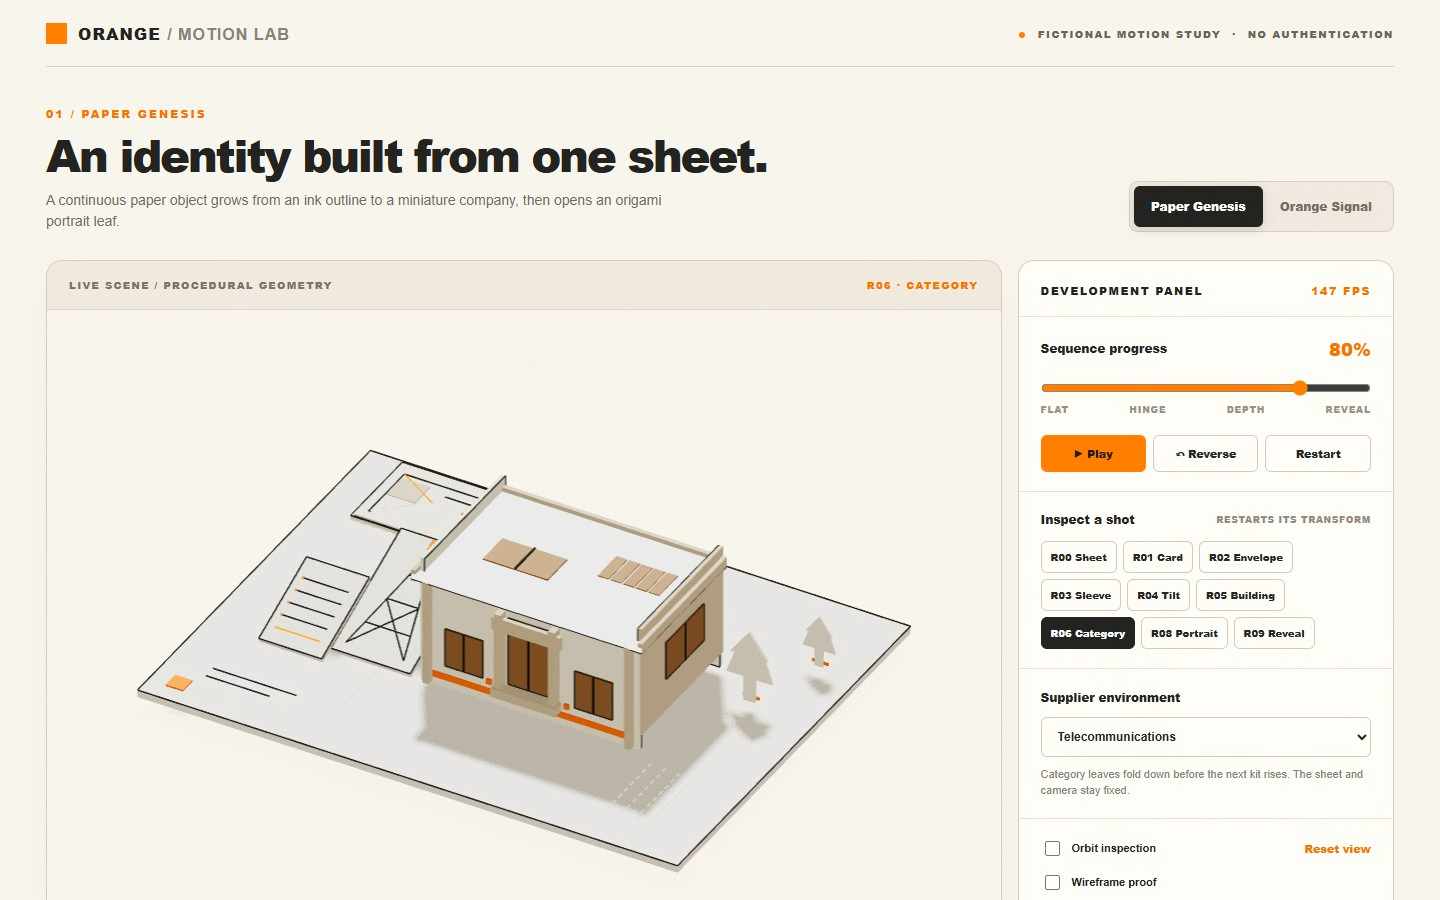 ORANGE / MOTION LAB
FICTIONAL MOTION STUDY · NO AUTHENTICATION
01 / PAPER GENESIS
An identity built from one sheet.
A continuous paper object grows from an ink outline to a miniature company, then opens an origami
portrait leaf.
Paper Genesis
Orange Signal
LIVE SCENE / PROCEDURAL GEOMETRY
R06 · CATEGORY
DEVELOPMENT PANEL
147 FPS
Sequence progress
80%
FLAT HINGE DEPTH REVEAL
Play
Reverse
Restart
Inspect a shot
RESTARTS ITS TRANSFORM
R00 Sheet
R01 Card
R02 Envelope
R03 Sleeve
R04 Tilt
R05 Building
R06 Category
R08 Portrait
R09 Reveal
Supplier environment
Telecommunications
Category leaves fold down before the next kit rises. The sheet and
camera stay fixed.
Orbit inspection
Reset view
Wireframe proof